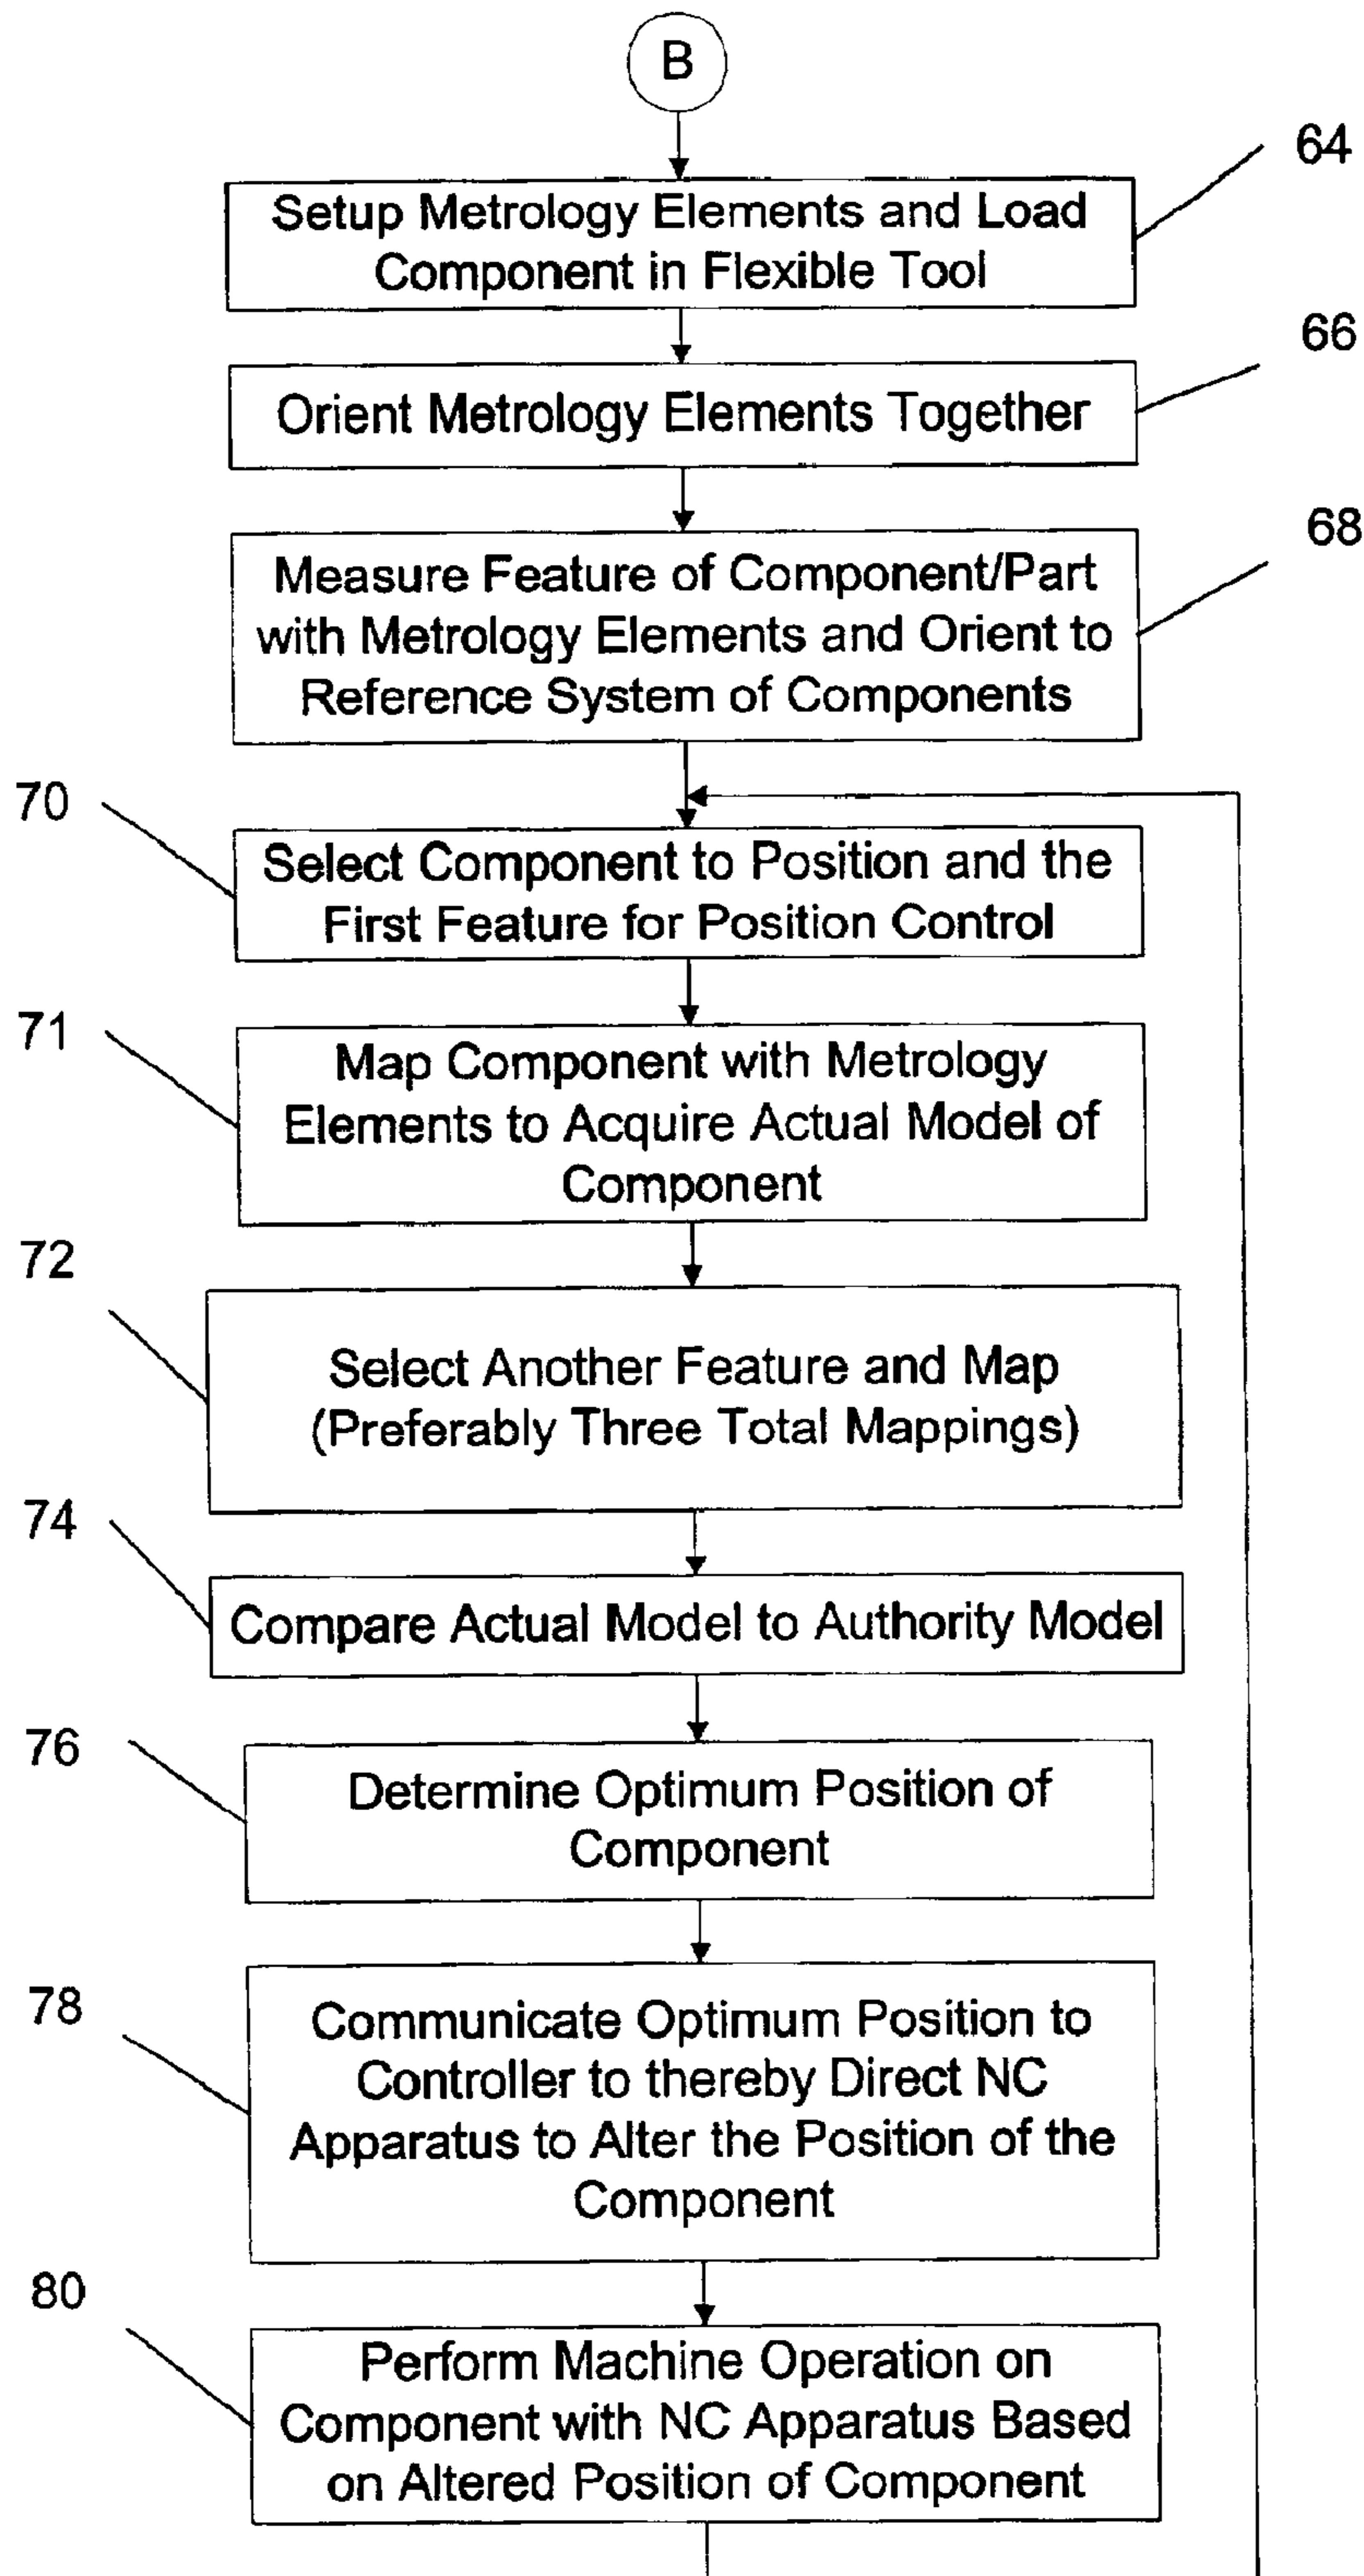 B
64
Setup Metrology Elements and Load
Component in Flexible Tool
66
Orient Metrology Elements Together
68
Measure Feature of Component/Part
with Metrology Elements and Orient to
Reference System of Components
70
Select Component to Position and the
First Feature for Position Control
71
Map Component with Metrology
Elements to Acquire Actual Model of
Component
72
Select Another Feature and Map
(Preferably Three Total Mappings)
74
Compare Actual Model to Authority Model
76
Determine Optimum Position of
Component
78
Communicate Optimum Position to
Controller to thereby Direct NC
Apparatus to Alter the Position of the
Component
80
Perform Machine Operation on
Component with NC Apparatus Based
on Altered Position of Component